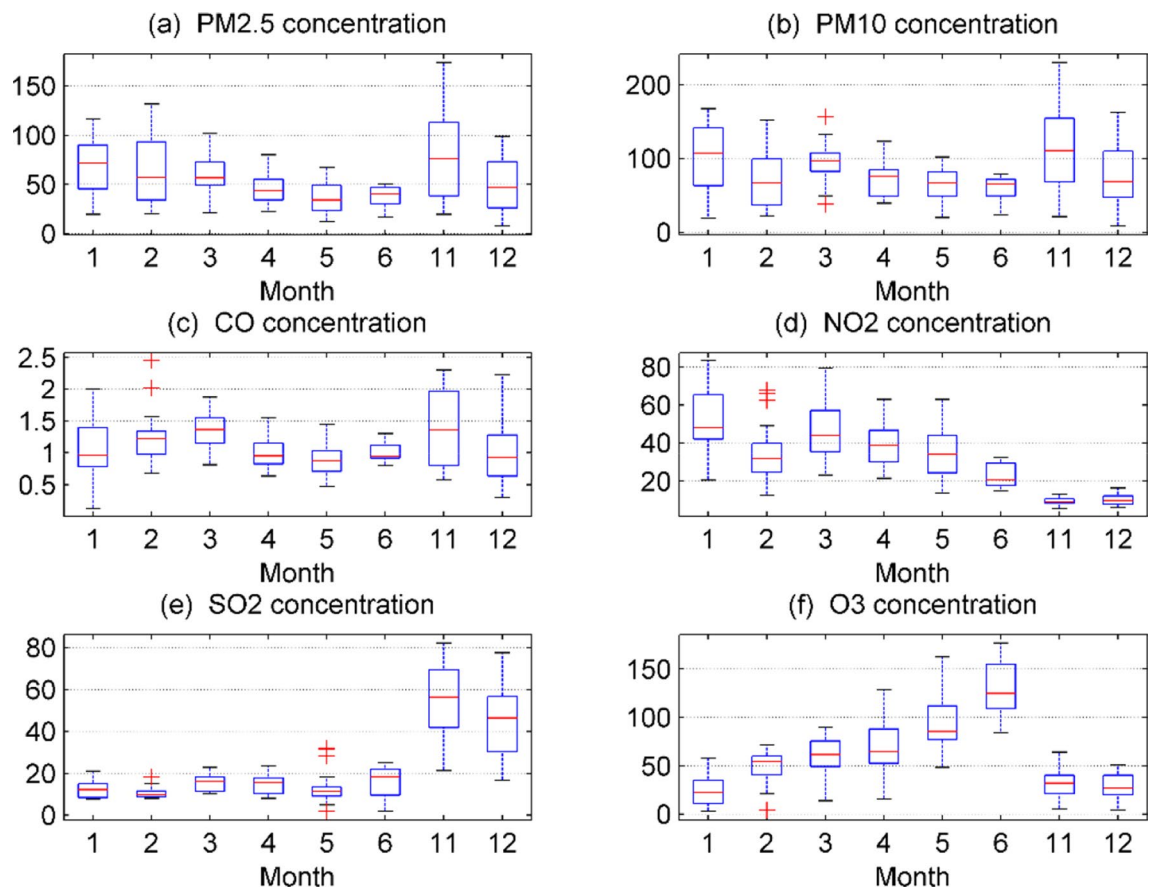 (a) PM2.5 concentration
150
100
50
0
1 2 3 4 5 6 11 12
Month
(b) PM10 concentration
200
100
0
1 2 3 4 5 6 11 12
Month
(c) CO concentration
2.5
2
1.5
1
0.5
1 2 3 4 5 6 11 12
Month
(d) NO2 concentration
80
60
40
20
1 2 3 4 5 6 11 12
Month
(e) SO2 concentration
80
60
40
20
0
1 2 3 4 5 6 11 12
Month
(f) O3 concentration
150
100
50
0
1 2 3 4 5 6 11 12
Month